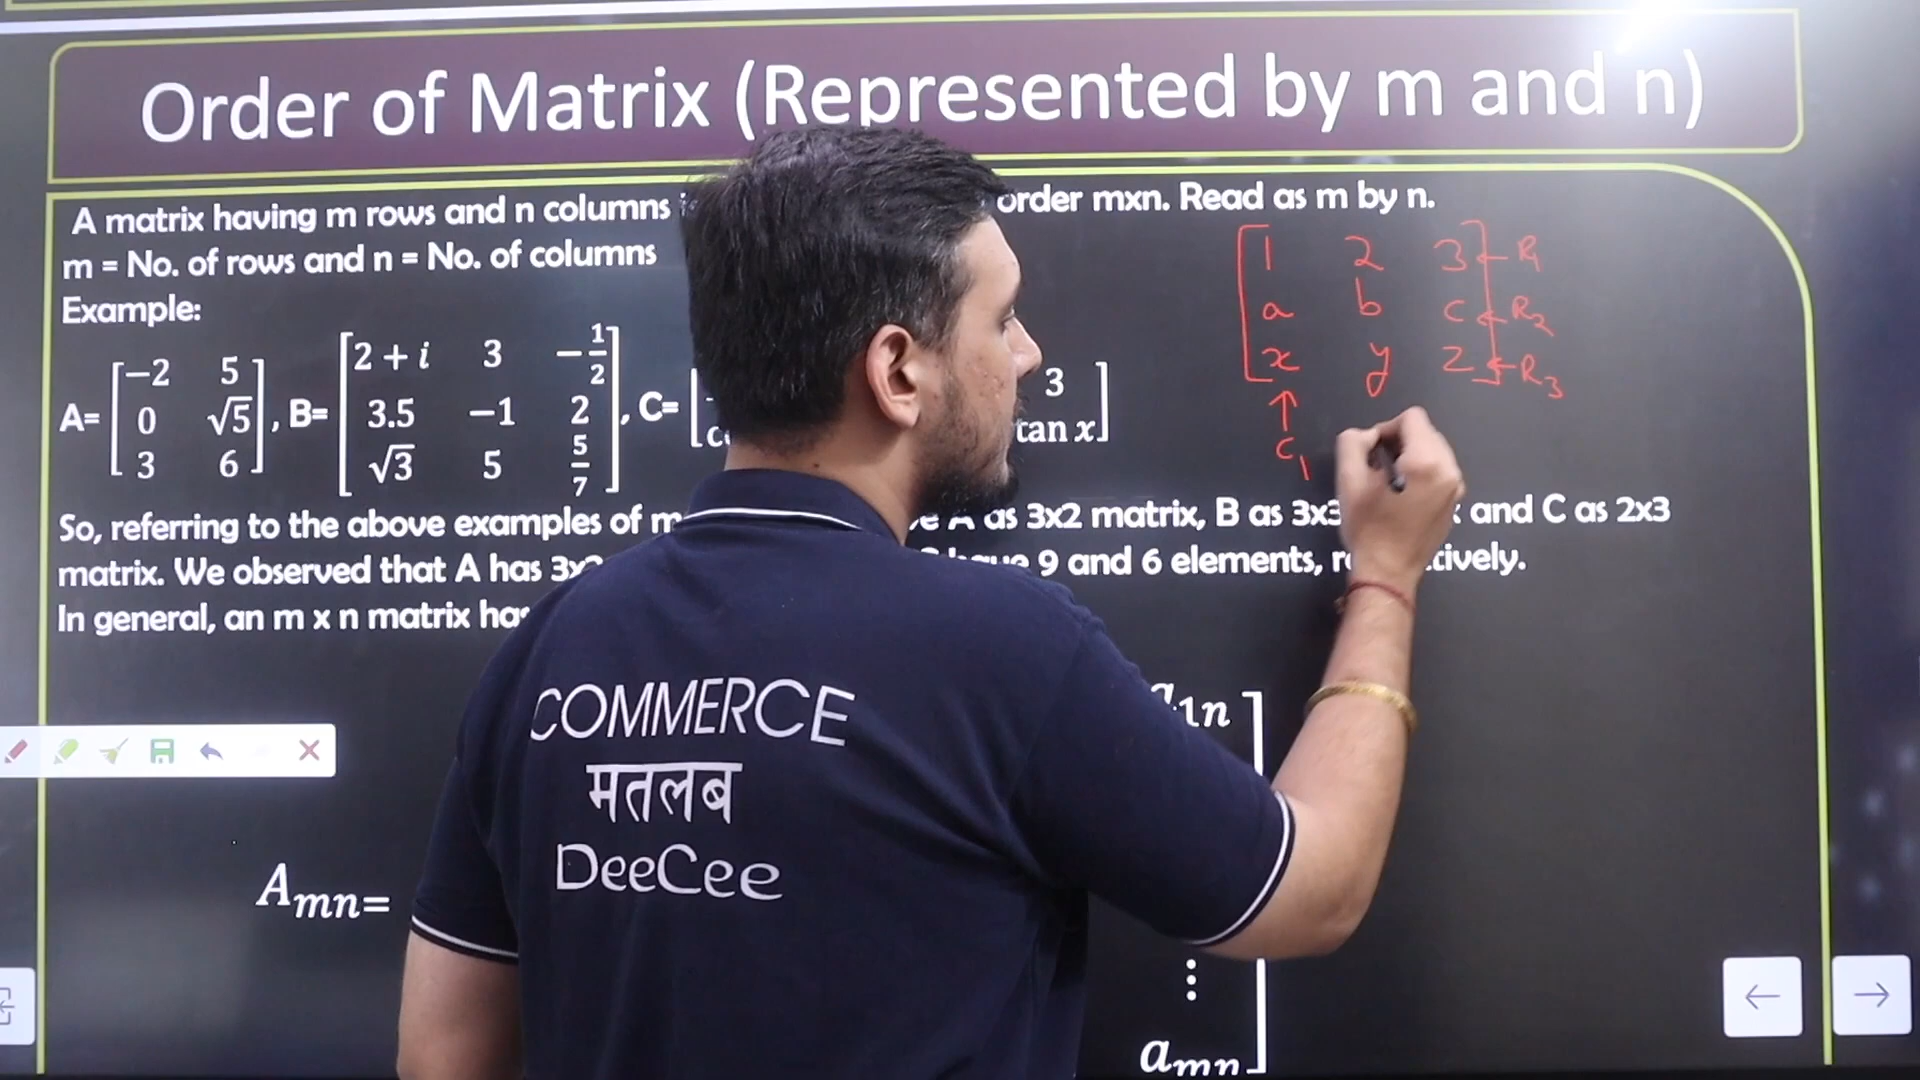 Order of Matrix (Represented by m and n)
A matrix having m rows and n columns order mxn. Read as m by n.
m = No. of rows and n = No. of columns
Example:
A= [−2 5 0 √5 3 6], B= [2 + i 3 −1/2 3.5 −1 2 √3 5 5/7], C= [ 3 tan x]
1 2 3 ← R1
a b c ← R2
x y z ← R3
↑
C1
So, referring to the above examples of A as 3x2 matrix, B as 3x3 and C as 2x3
matrix. We observed that A has 9 and 6 elements,
In general, an m x n matrix has
COMMERCE
मतलब
DeeCee
Amn=
a1n
⋮
amn
← →